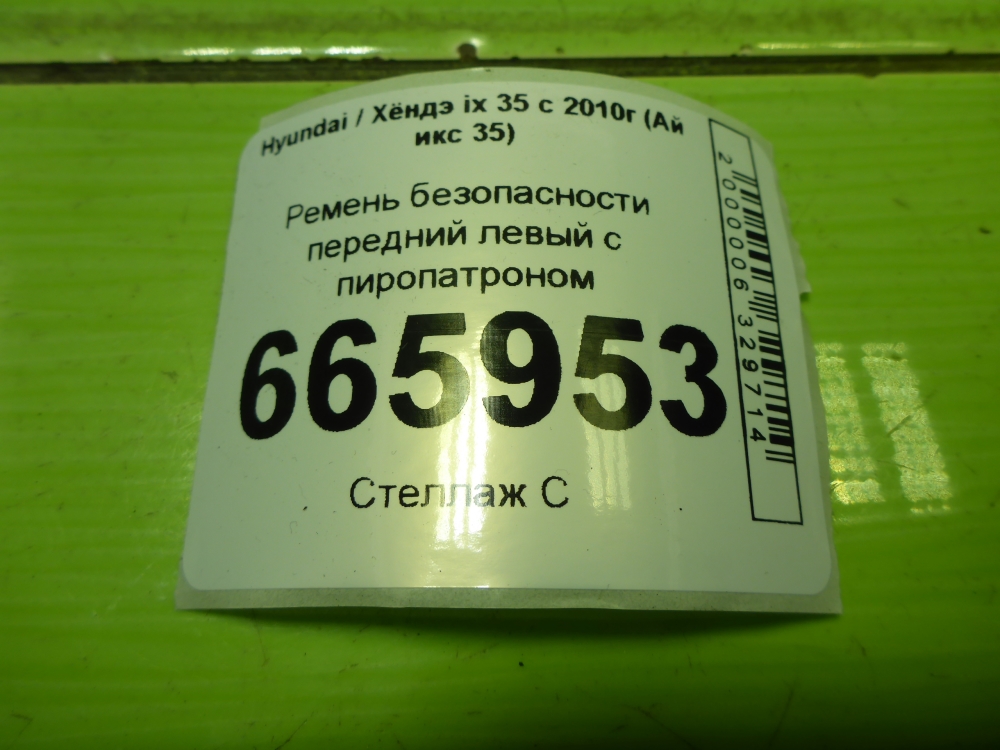 Hyundai / Хёндэ ix 35 с 2010г (Ай
икс 35)
Ремень безопасности
передний левый с
пиропатроном
665953
Стеллаж С
2000006329714